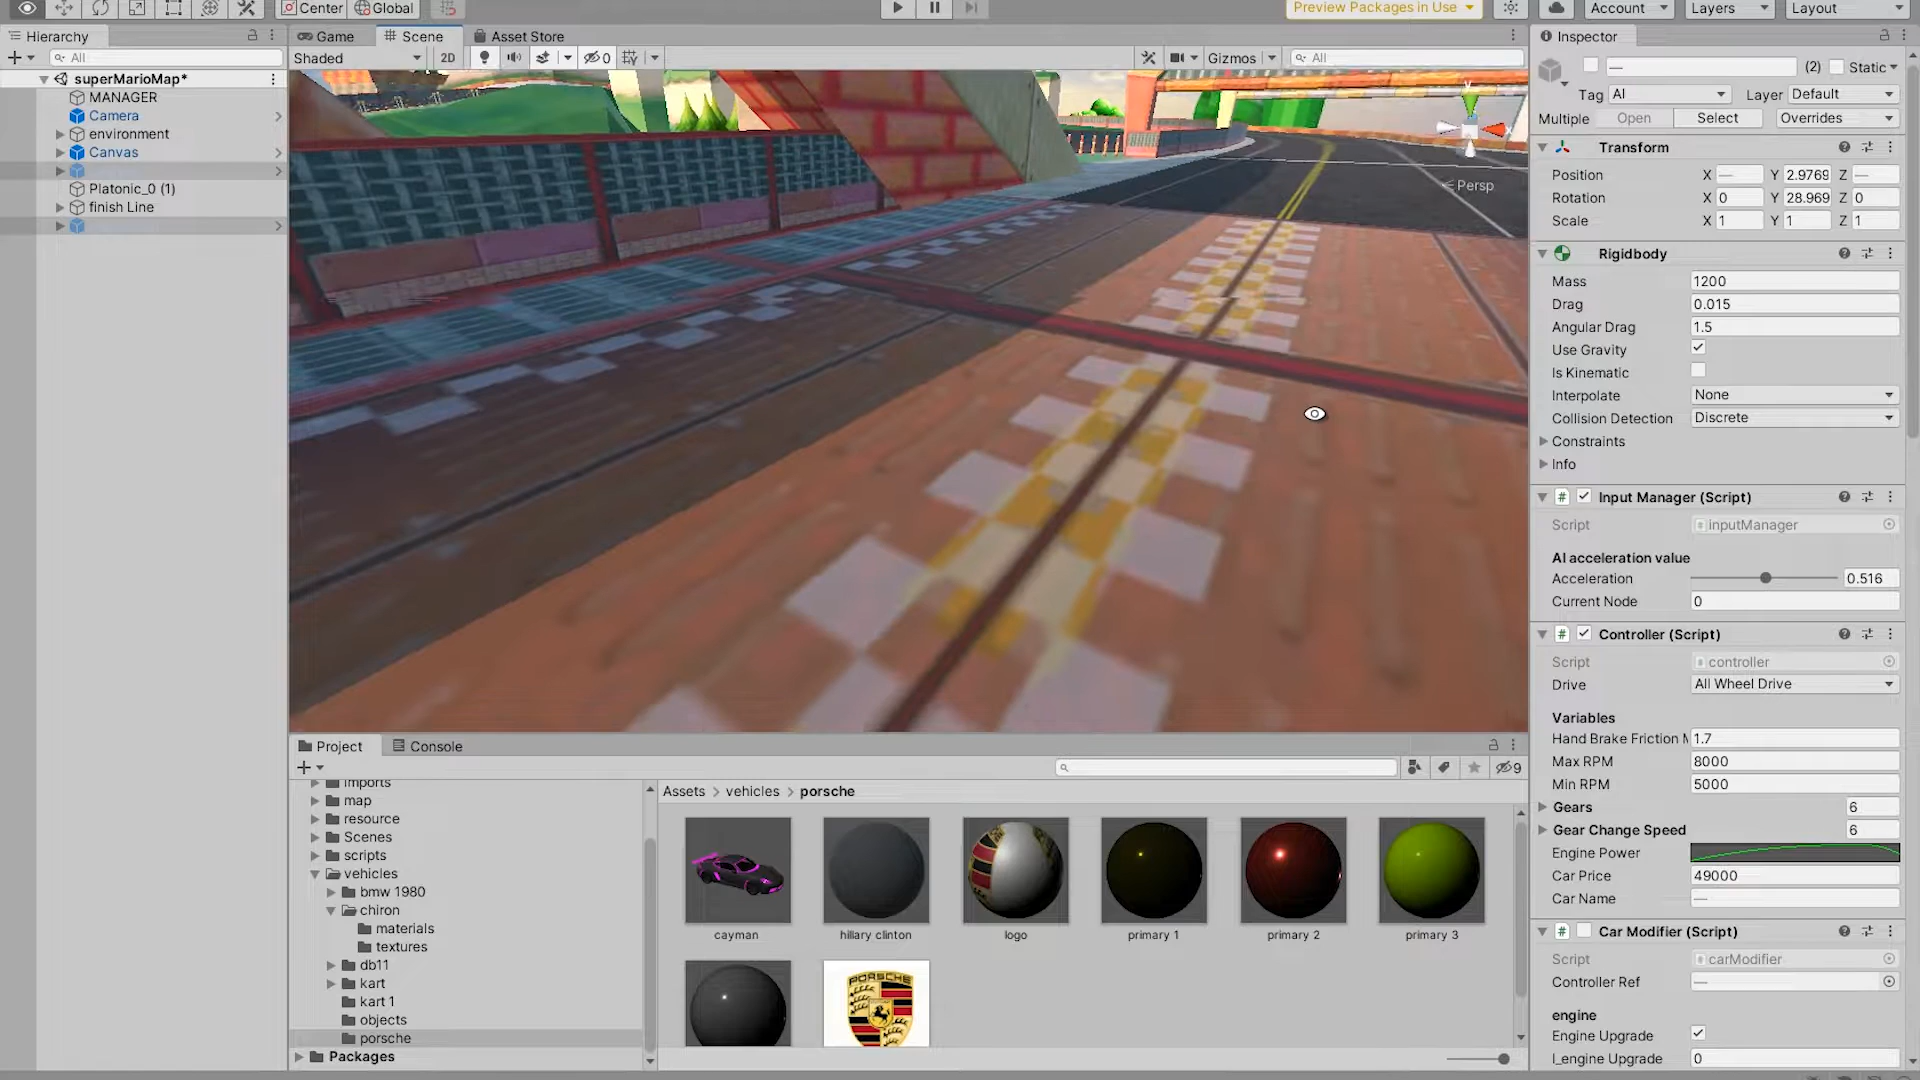 Center Global Preview Packages in Use Account Layers Layout
Hierarchy
All
superMarioMap*
MANAGER
Camera
environment
Canvas
Platonic_0 (1)
finish Line
Game Scene Asset Store
Shaded 2D 0 Gizmos All
Persp
Inspector
— (2) Static
Tag AI Layer Default
Multiple Open Select Overrides
Transform
Position X — Y 2.9769 Z —
Rotation X 0 Y 28.969 Z 0
Scale X 1 Y 1 Z 1
Rigidbody
Mass 1200
Drag 0.015
Angular Drag 1.5
Use Gravity
Is Kinematic
Interpolate None
Collision Detection Discrete
Constraints
Info
Input Manager (Script)
Script inputManager
AI acceleration value
Acceleration 0.516
Current Node 0
Controller (Script)
Script controller
Drive All Wheel Drive
Variables
Hand Brake Friction M 1.7
Max RPM 8000
Min RPM 5000
Gears 6
Gear Change Speed 6
Engine Power
Car Price 49000
Car Name —
Car Modifier (Script)
Script carModifier
Controller Ref —
engine
Engine Upgrade
I_engine Upgrade 0
Project Console
9
imports
map
resource
Scenes
scripts
vehicles
bmw 1980
chiron
materials
textures
db11
kart
kart 1
objects
porsche
Packages
Assets > vehicles > porsche
cayman hillary clinton logo primary 1 primary 2 primary 3
PORSCHE